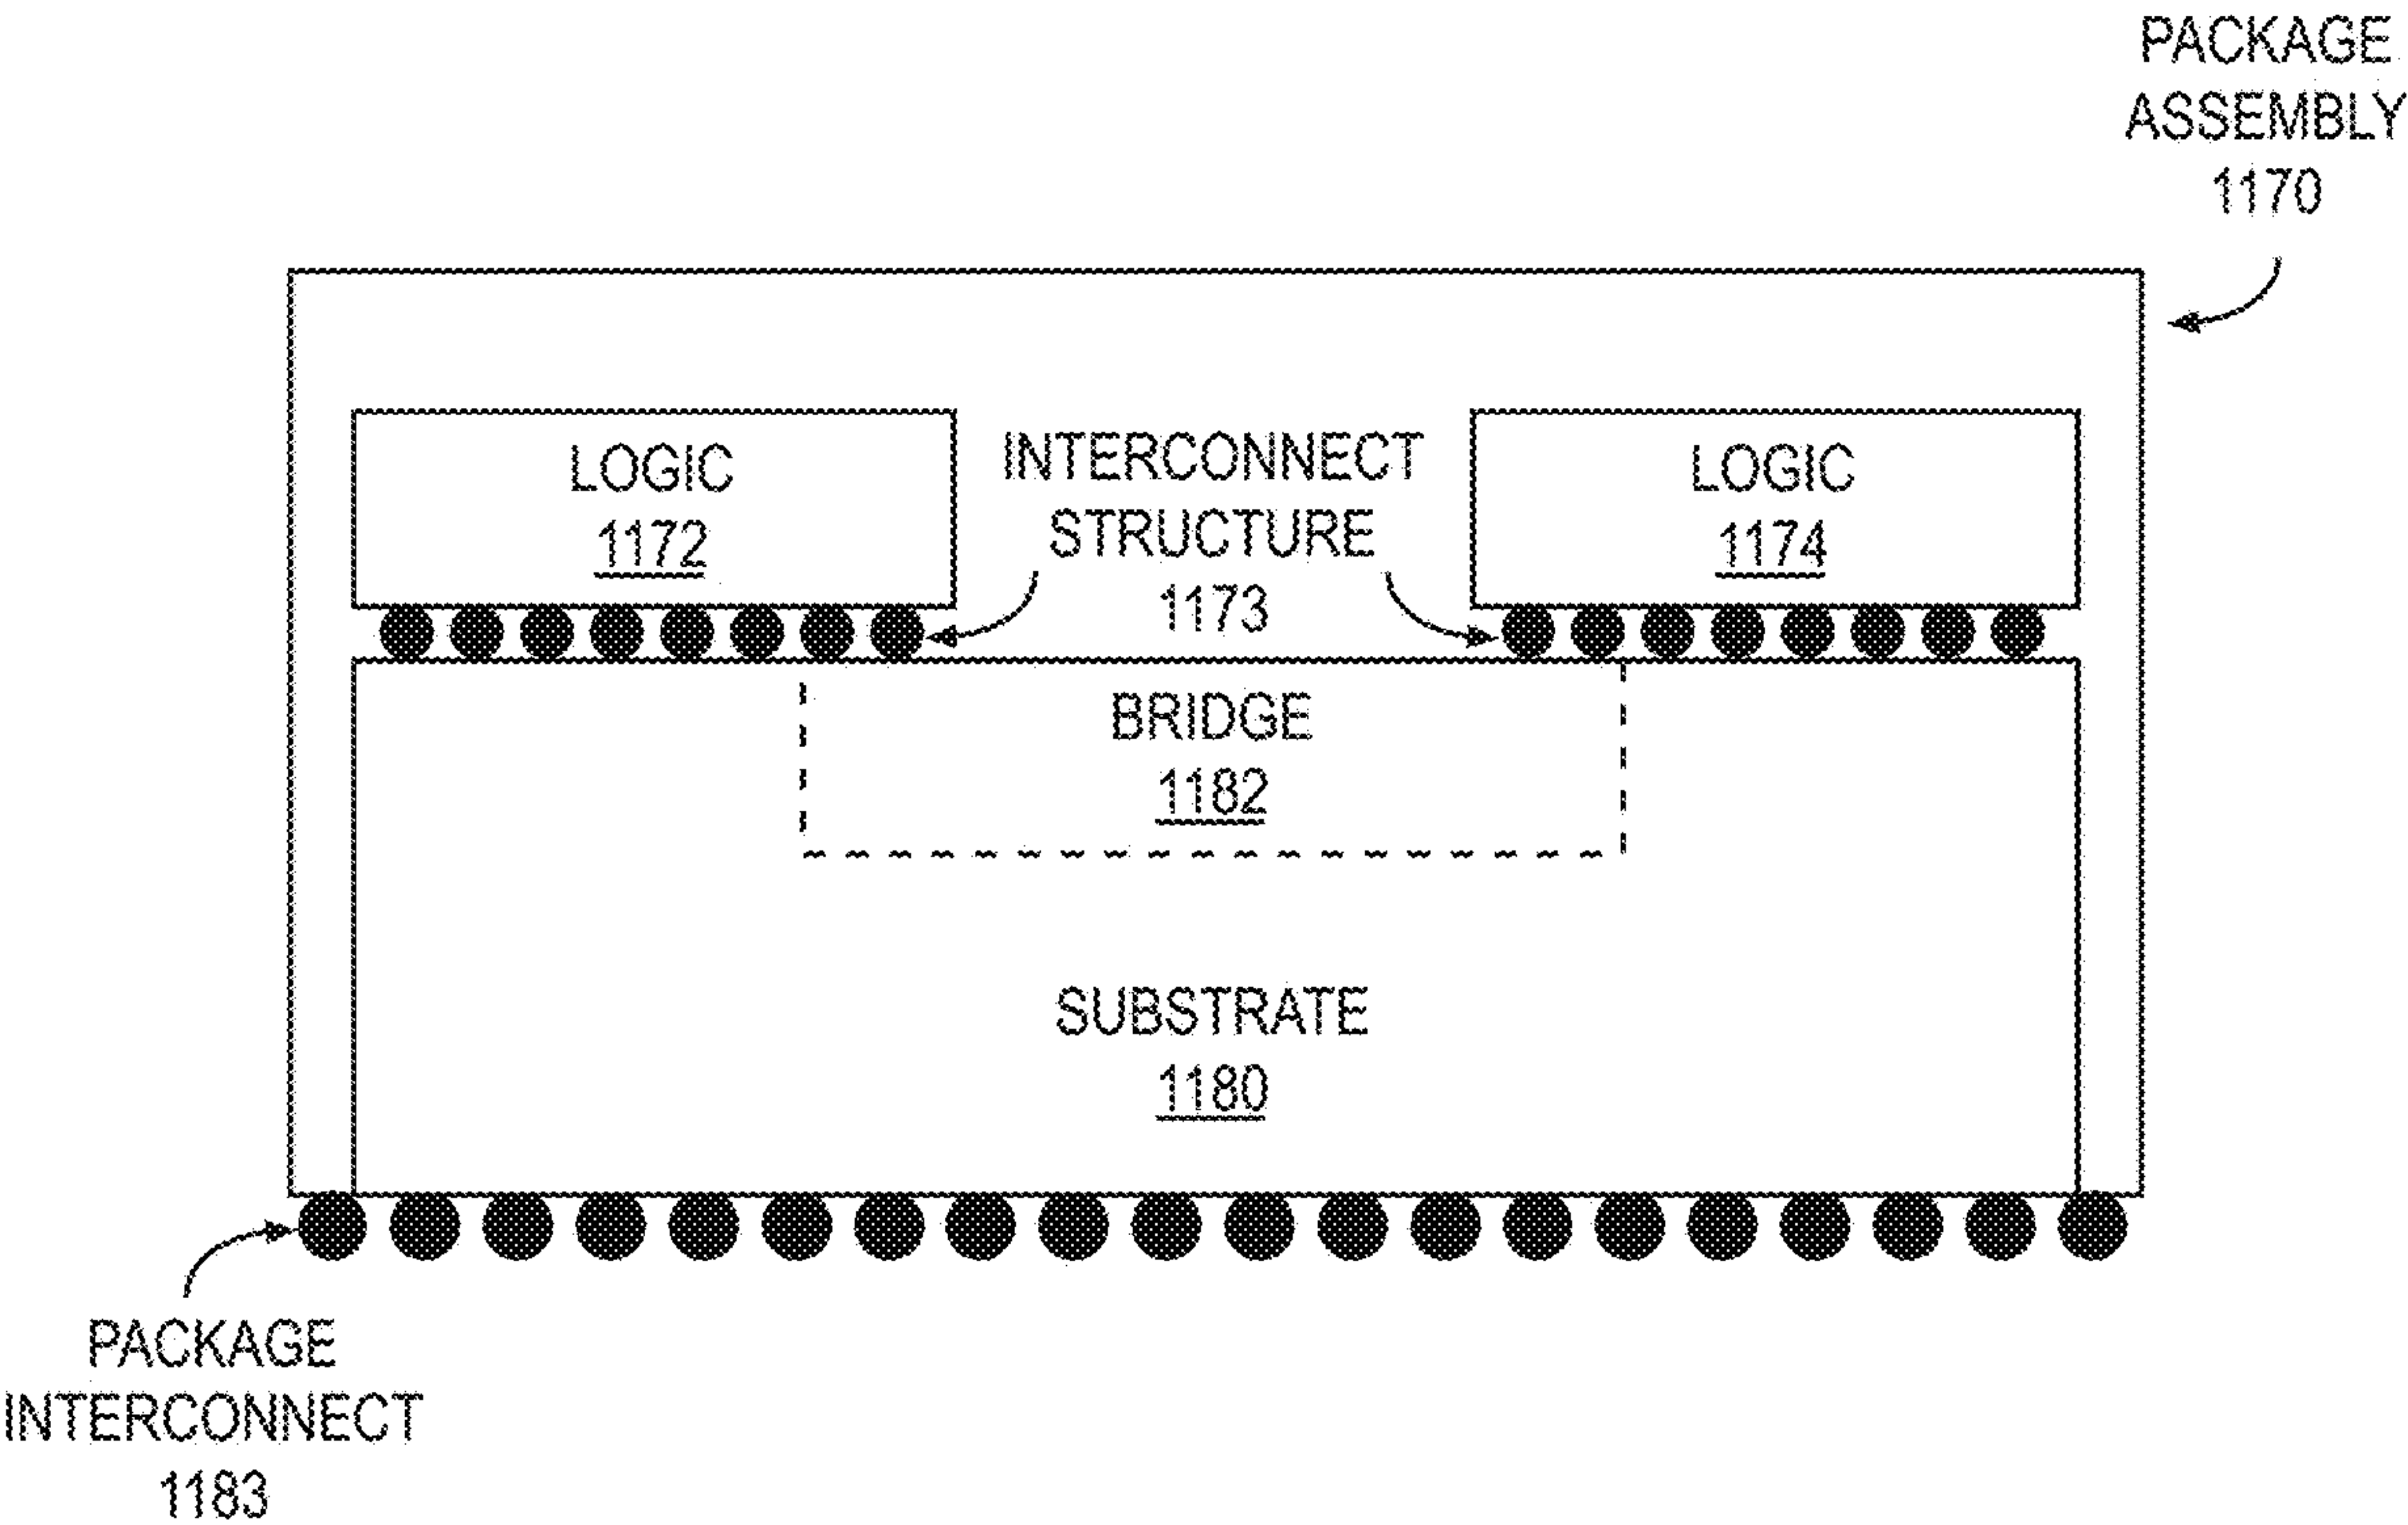 PACKAGE
ASSEMBLY
1170
LOGIC
1172
INTERCONNECT
STRUCTURE
1173
LOGIC
1174
BRIDGE
1182
SUBSTRATE
1180
PACKAGE
INTERCONNECT
1183